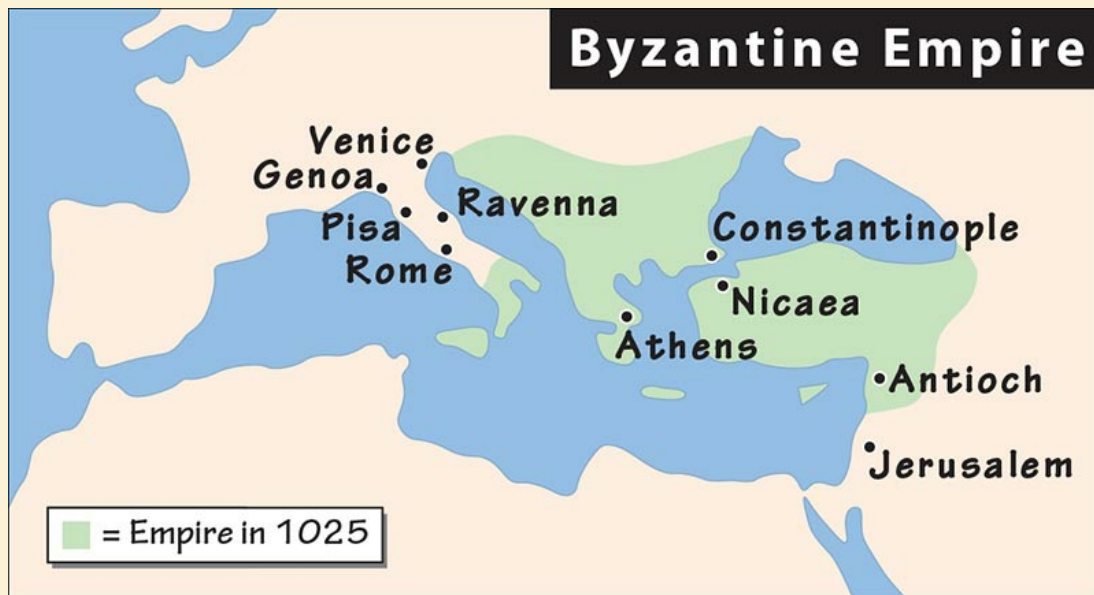 Byzantine Empire
Venice
Genoa
Ravenna
Pisa
Constantinople
Rome
Nicaea
Athens
Antioch
Jerusalem
= Empire in 1025